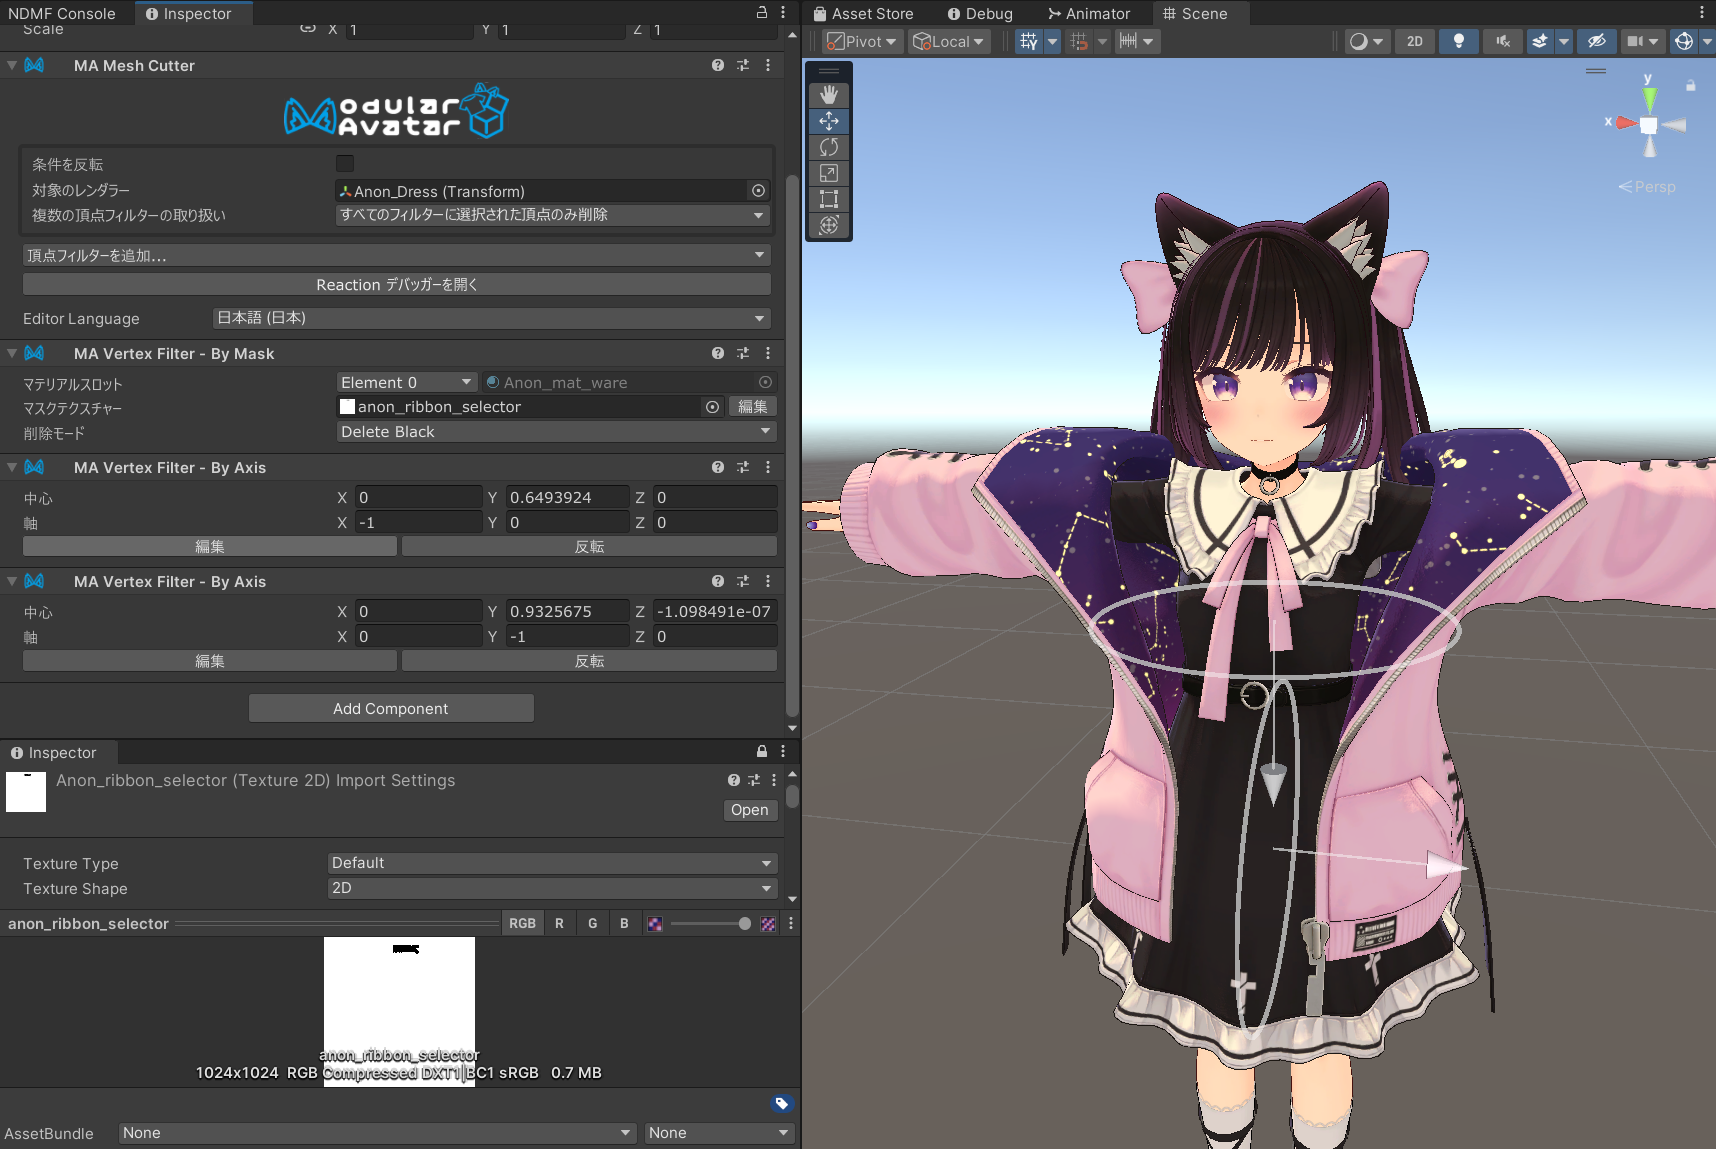 NDMF Console
Inspector
Scale X 1 Y 1 Z 1
MA Mesh Cutter
Modular Avatar
条件を反転
対象のレンダラー Anon_Dress (Transform)
複数の頂点フィルターの取り扱い すべてのフィルターに選択された頂点のみ削除
頂点フィルターを追加...
Reaction デバッガーを開く
Editor Language 日本語 (日本)
MA Vertex Filter - By Mask
マテリアルスロット Element 0 Anon_mat_ware
マスクテクスチャー anon_ribbon_selector 編集
削除モード Delete Black
MA Vertex Filter - By Axis
中心 X 0 Y 0.6493924 Z 0
軸 X -1 Y 0 Z 0
編集 反転
MA Vertex Filter - By Axis
中心 X 0 Y 0.9325675 Z -1.098491e-07
軸 X 0 Y -1 Z 0
編集 反転
Add Component
Inspector
Anon_ribbon_selector (Texture 2D) Import Settings
Open
Texture Type Default
Texture Shape 2D
anon_ribbon_selector RGB R G B
anon_ribbon_selector
1024x1024 RGB Compressed DXT1|BC1 sRGB 0.7 MB
AssetBundle None None
Asset Store Debug Animator Scene
Pivot Local 2D
y
x
Persp